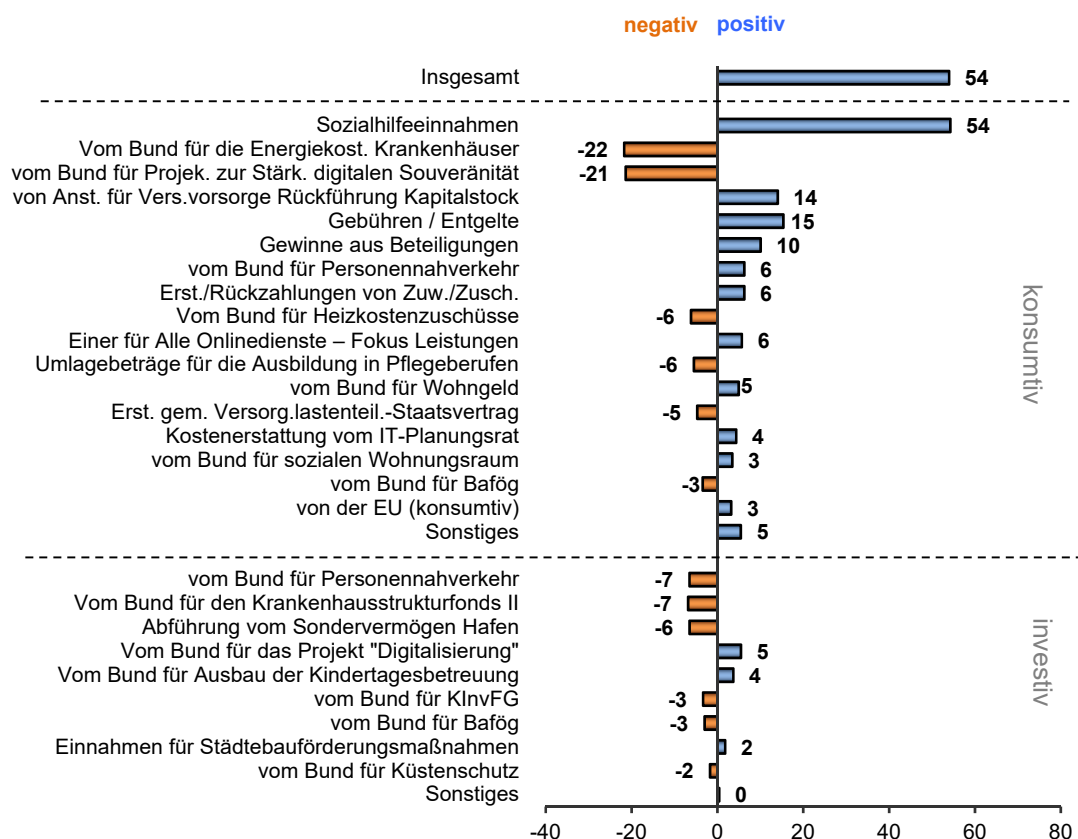 negativ positiv
Insgesamt 54
Sozialhilfeeinnahmen 54
Vom Bund für die Energiekost. Krankenhäuser -22
vom Bund für Projek. zur Stärk. digitalen Souveränität -21
von Anst. für Vers.vorsorge Rückführung Kapitalstock 14
Gebühren / Entgelte 15
Gewinne aus Beteiligungen 10
vom Bund für Personennahverkehr 6
Erst./Rückzahlungen von Zuw./Zusch. 6
Vom Bund für Heizkostenzuschüsse -6
Einer für Alle Onlinedienste – Fokus Leistungen 6
Umlagebeträge für die Ausbildung in Pflegeberufen -6
vom Bund für Wohngeld 5
Erst. gem. Versorg.lastenteil.-Staatsvertrag -5
Kostenerstattung vom IT-Planungsrat 4
vom Bund für sozialen Wohnungsraum 3
vom Bund für Bafög -3
von der EU (konsumtiv) 3
Sonstiges 5
konsumtiv
vom Bund für Personennahverkehr -7
Vom Bund für den Krankenhausstrukturfonds II -7
Abführung vom Sondervermögen Hafen -6
Vom Bund für das Projekt "Digitalisierung" 5
Vom Bund für Ausbau der Kindertagesbetreuung 4
vom Bund für KInvFG -3
vom Bund für Bafög -3
Einnahmen für Städtebauförderungsmaßnahmen 2
vom Bund für Küstenschutz -2
Sonstiges 0
investiv
-40 -20 0 20 40 60 80